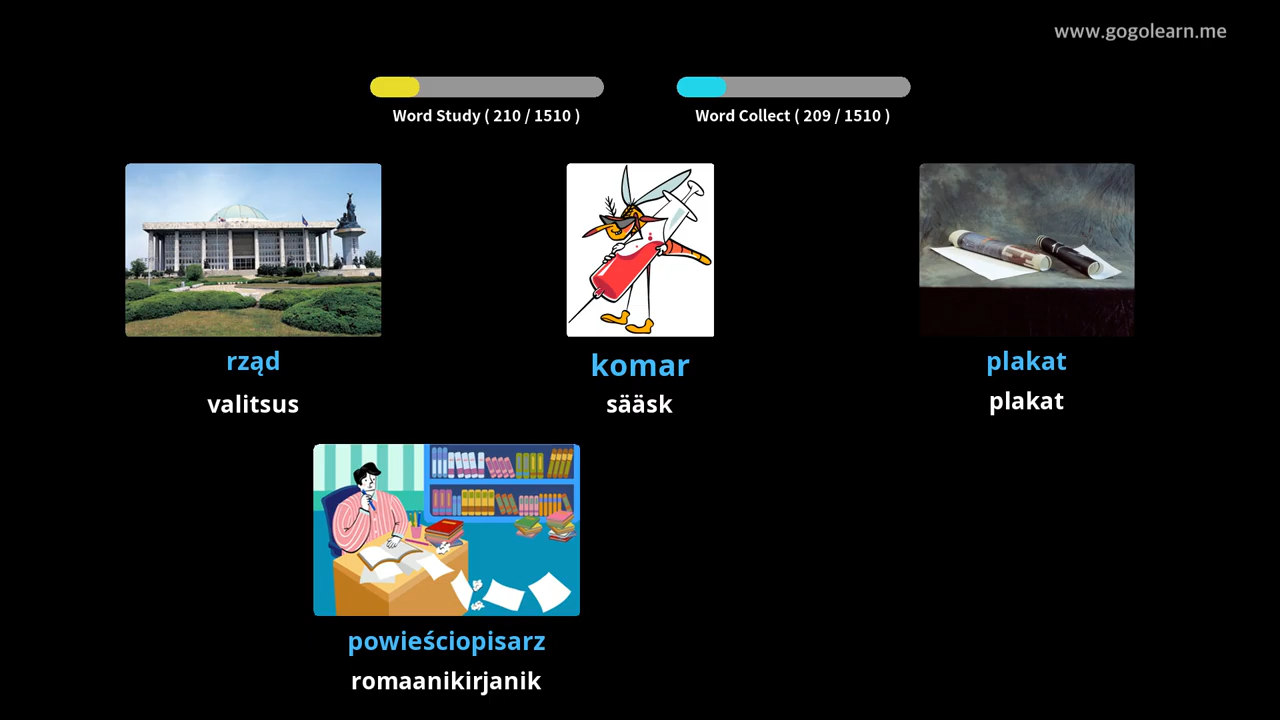 www.gogolearn.me
Word Study ( 210 / 1510 )
Word Collect ( 209 / 1510 )
rząd
valitsus
komar
sääsk
plakat
plakat
powieściopisarz
romaanikirjanik